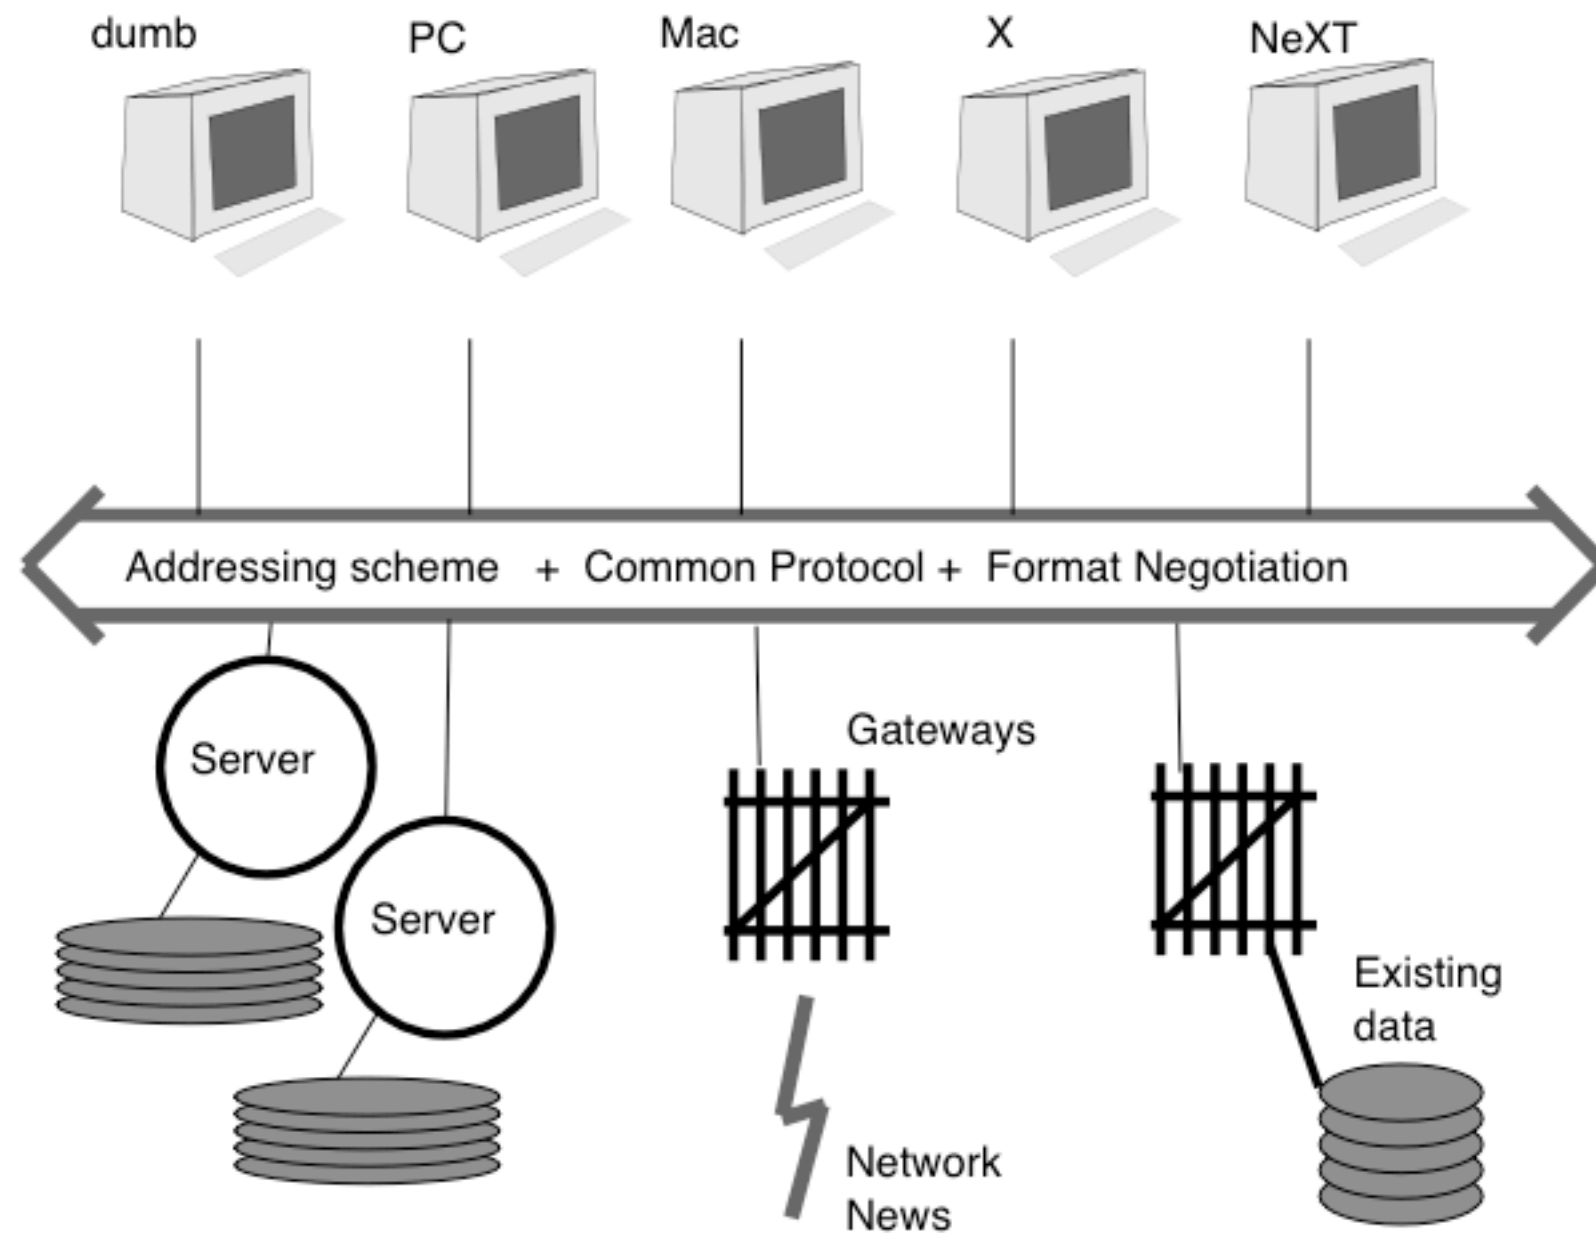 dumb
PC
Mac
X
NeXT
Addressing scheme + Common Protocol + Format Negotiation
Server
Server
Gateways
Existing
data
Network
News